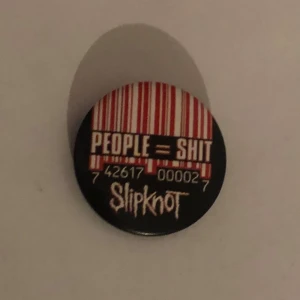 PEOPLE = SHIT
7 42617 00002 7
Slipknot